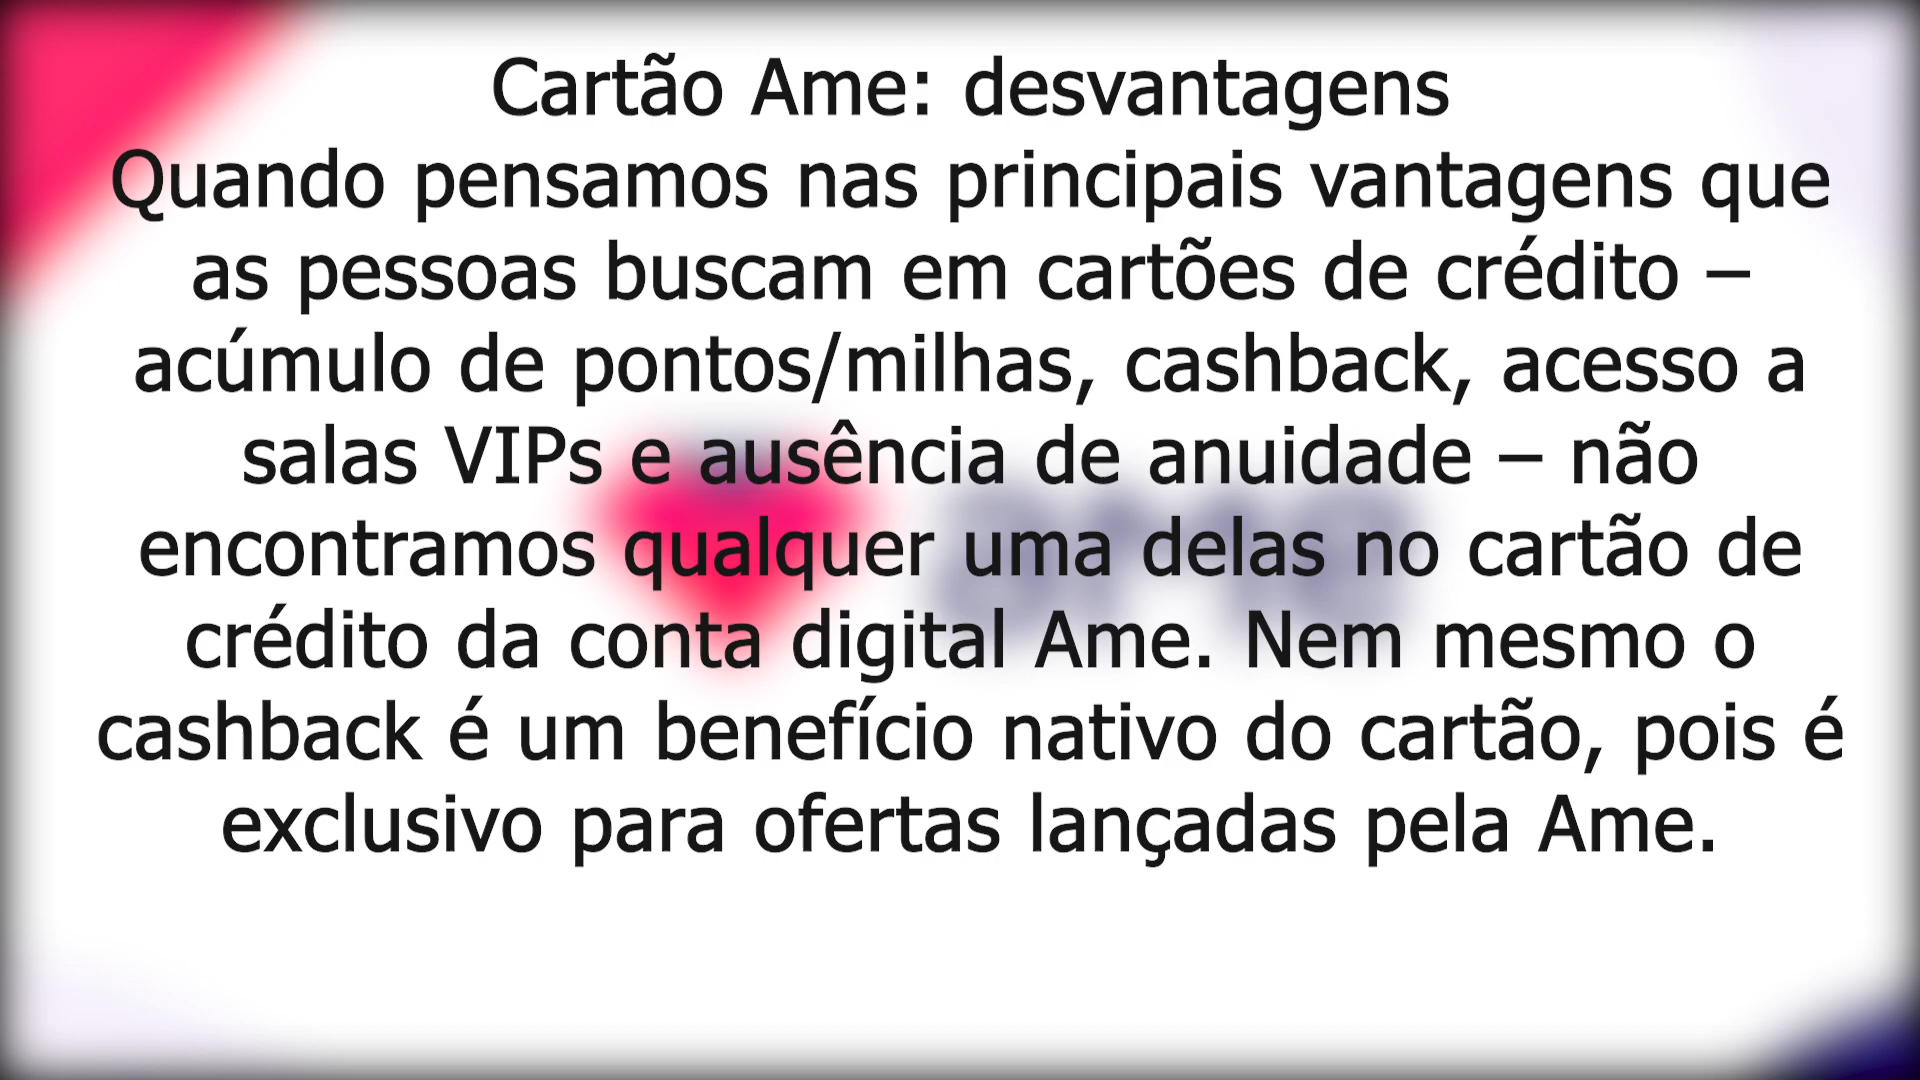 Cartão Ame: desvantagens
Quando pensamos nas principais vantagens que
as pessoas buscam em cartões de crédito –
acúmulo de pontos/milhas, cashback, acesso a
salas VIPs e ausência de anuidade – não
encontramos qualquer uma delas no cartão de
crédito da conta digital Ame. Nem mesmo o
cashback é um benefício nativo do cartão, pois é
exclusivo para ofertas lançadas pela Ame.